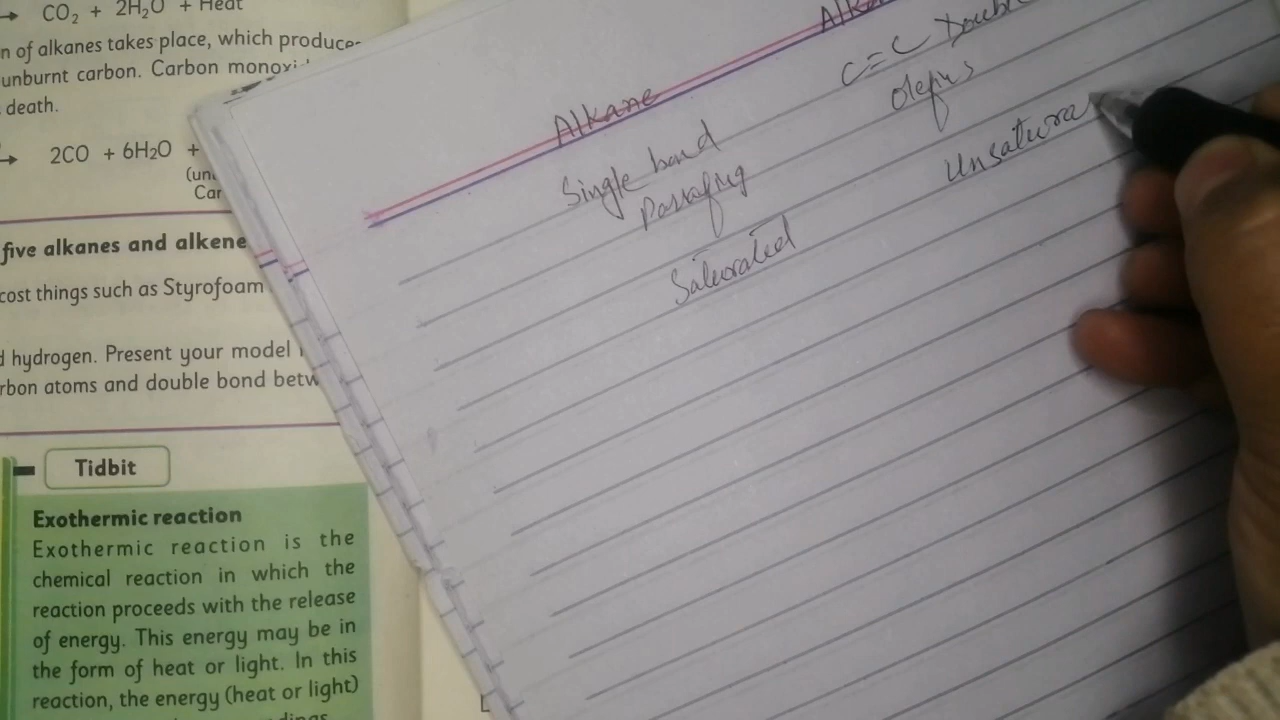 → CO₂ + 2H₂O + Heat
n of alkanes takes place, which produce
unburnt carbon. Carbon monoxi
death.
→ 2CO + 6H₂O +
(un
Car
five alkanes and alkene
cost things such as Styrofoam
d hydrogen. Present your model
rbon atoms and double bond betw
Tidbit
Exothermic reaction
Exothermic reaction is the
chemical reaction in which the
reaction proceeds with the release
of energy. This energy may be in
the form of heat or light. In this
reaction, the energy (heat or light)
Alkane
Single bond
Saturated
Alk
C=C Double
Unsatura